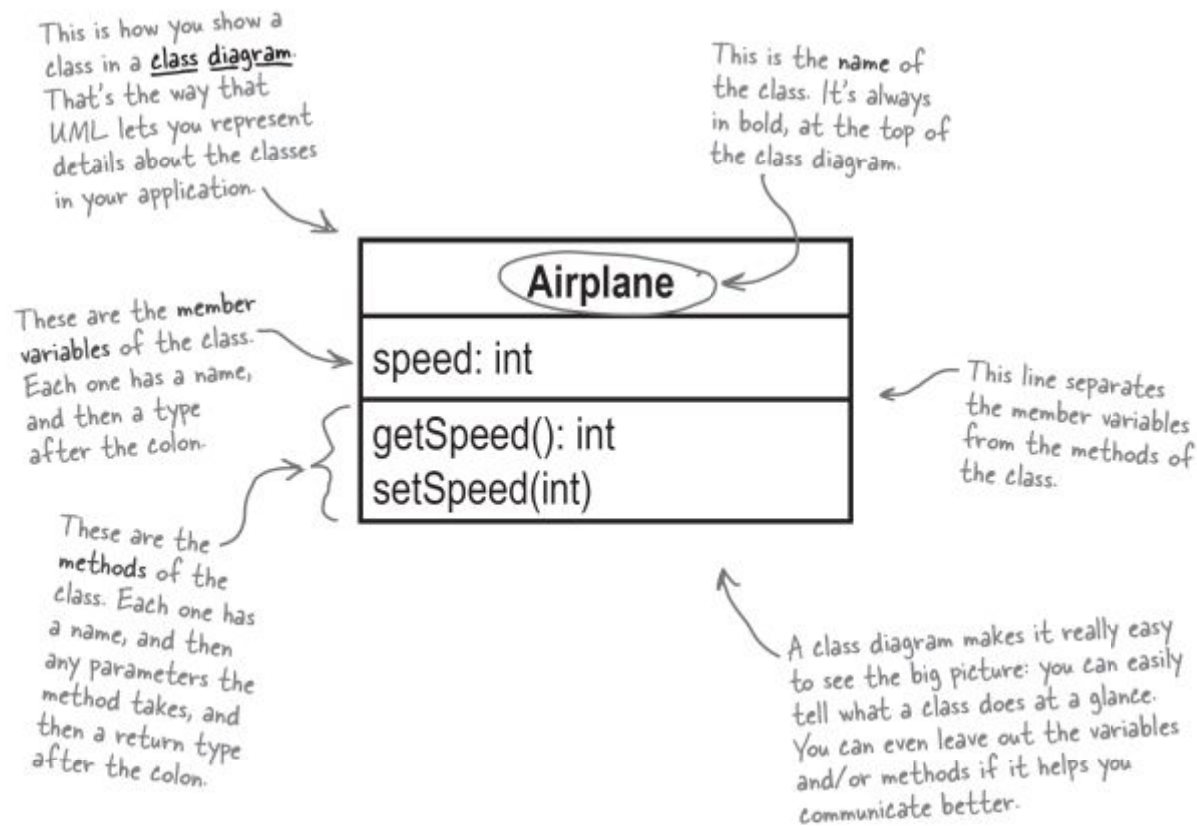 This is how you show a
class in a class diagram.
That's the way that
UML lets you represent
details about the classes
in your application.
This is the name of
the class. It's always
in bold, at the top of
the class diagram.
Airplane
These are the member
variables of the class.
Each one has a name,
and then a type
after the colon.
speed: int
This line separates
the member variables
from the methods of
the class.
getSpeed(): int
setSpeed(int)
These are the
methods of the
class. Each one has
a name, and then
any parameters the
method takes, and
then a return type
after the colon.
A class diagram makes it really easy
to see the big picture: you can easily
tell what a class does at a glance.
You can even leave out the variables
and/or methods if it helps you
communicate better.